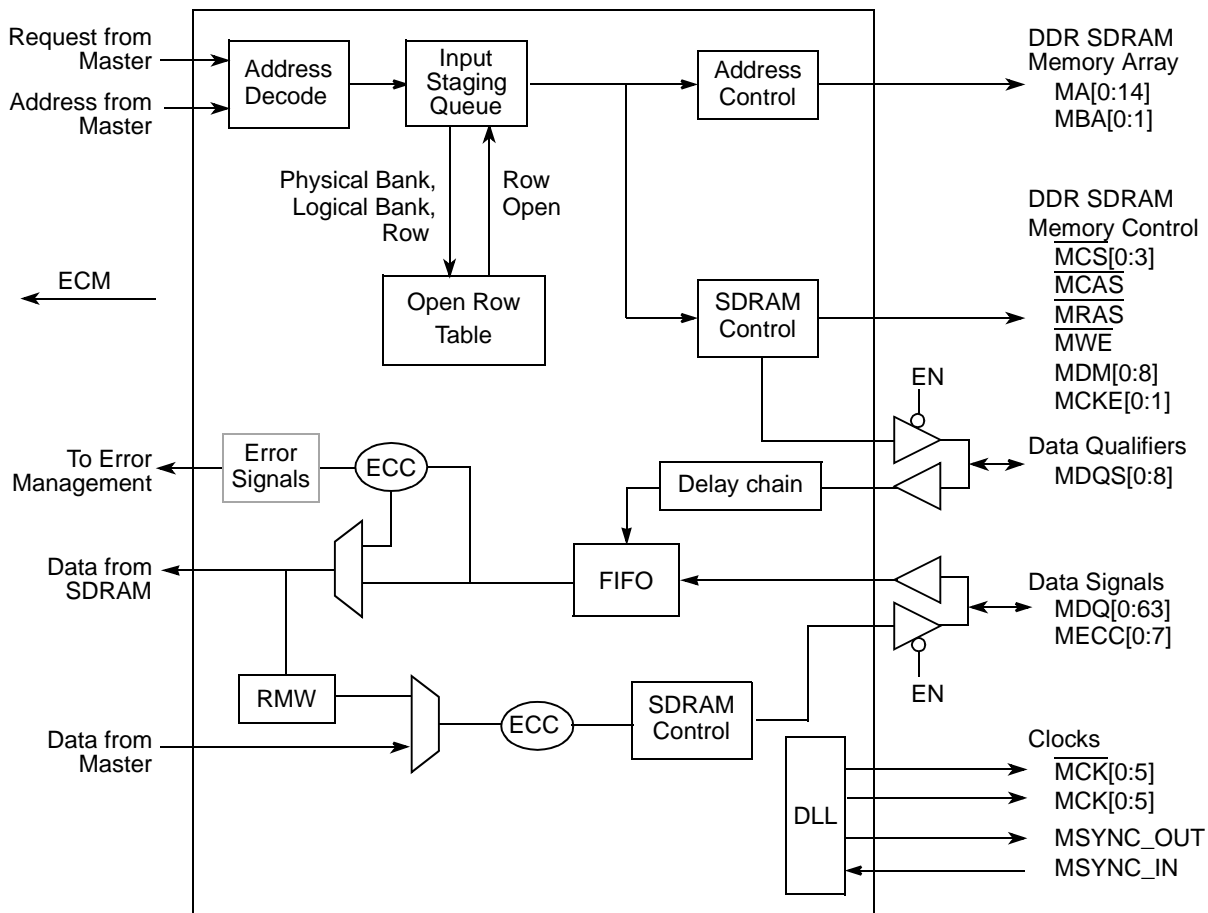 Request from
Master
Address from
Master
Address
Decode
Input
Staging
Queue
Address
Control
DDR SDRAM
Memory Array
MA[0:14]
MBA[0:1]
Physical Bank,
Logical Bank,
Row
Row
Open
DDR SDRAM
Memory Control
MCS[0:3]
MCAS
MRAS
MWE
MDM[0:8]
MCKE[0:1]
ECM
Open Row
Table
SDRAM
Control
EN
To Error
Management
Error
Signals
ECC
Delay chain
Data Qualifiers
MDQS[0:8]
Data from
SDRAM
FIFO
Data Signals
MDQ[0:63]
MECC[0:7]
EN
RMW
ECC
SDRAM
Control
Data from
Master
DLL
Clocks
MCK[0:5]
MCK[0:5]
MSYNC_OUT
MSYNC_IN